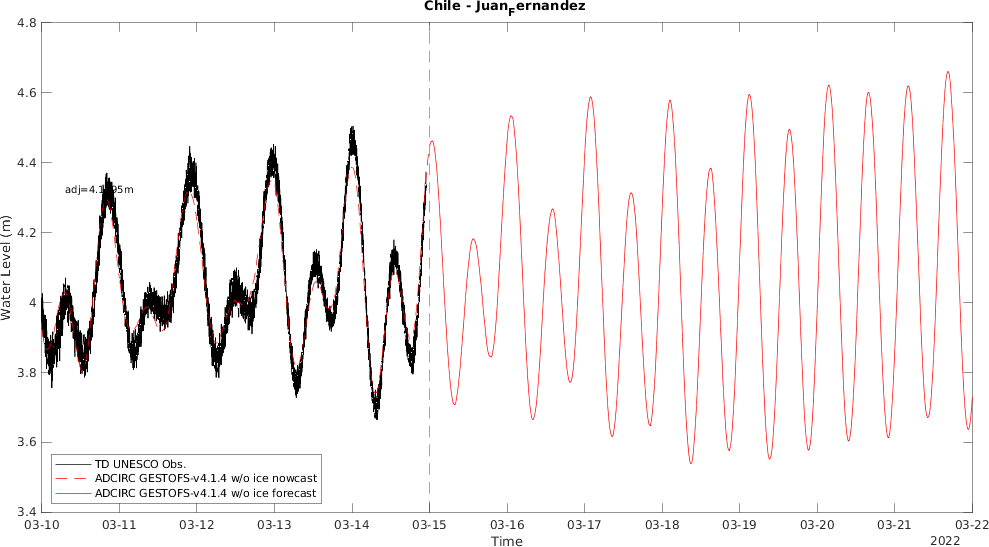 Chile - Juan_Fernandez
4.8
4.6
4.4
4.2
4
3.8
3.6
3.4
Water Level (m)
TD UNESCO Obs.
ADCIRC GESTOFS-v4.1.4 w/o ice nowcast
ADCIRC GESTOFS-v4.1.4 w/o ice forecast
03-10 03-11 03-12 03-13 03-14 03-15 03-16 03-17 03-18 03-19 03-20 03-21 03-22
Time
2022